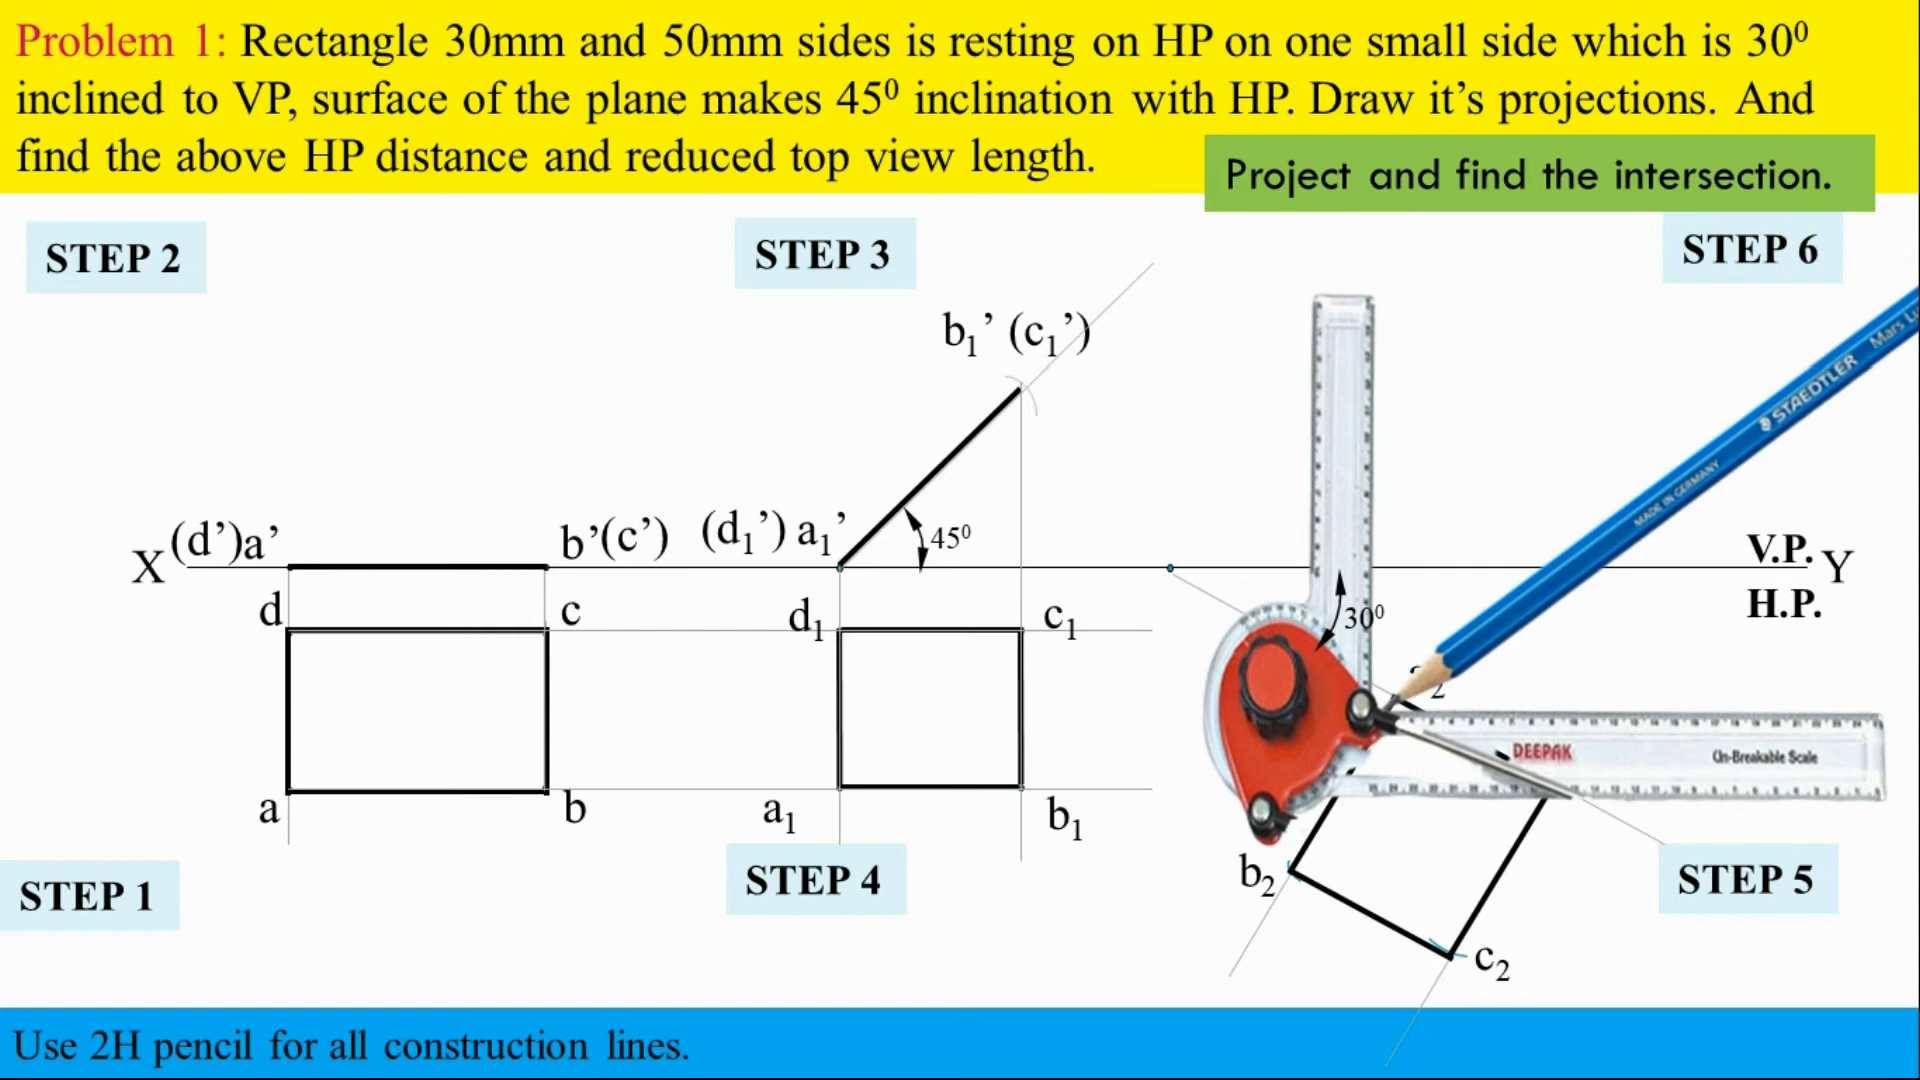 Problem 1: Rectangle 30mm and 50mm sides is resting on HP on one small side which is 30⁰
inclined to VP, surface of the plane makes 45⁰ inclination with HP. Draw it’s projections. And
find the above HP distance and reduced top view length.
Project and find the intersection.
STEP 2
STEP 3
STEP 6
b₁’ (c₁’)
STAEDTLER
MADE IN GERMANY
X
(d’)a’
b’(c’)
(d₁’) a₁’
45⁰
V.P.
Y
H.P.
d
c
d₁
c₁
30⁰
DEEPAK
Un-Breakable Scale
a
b
a₁
b₁
STEP 1
STEP 4
b₂
STEP 5
c₂
Use 2H pencil for all construction lines.